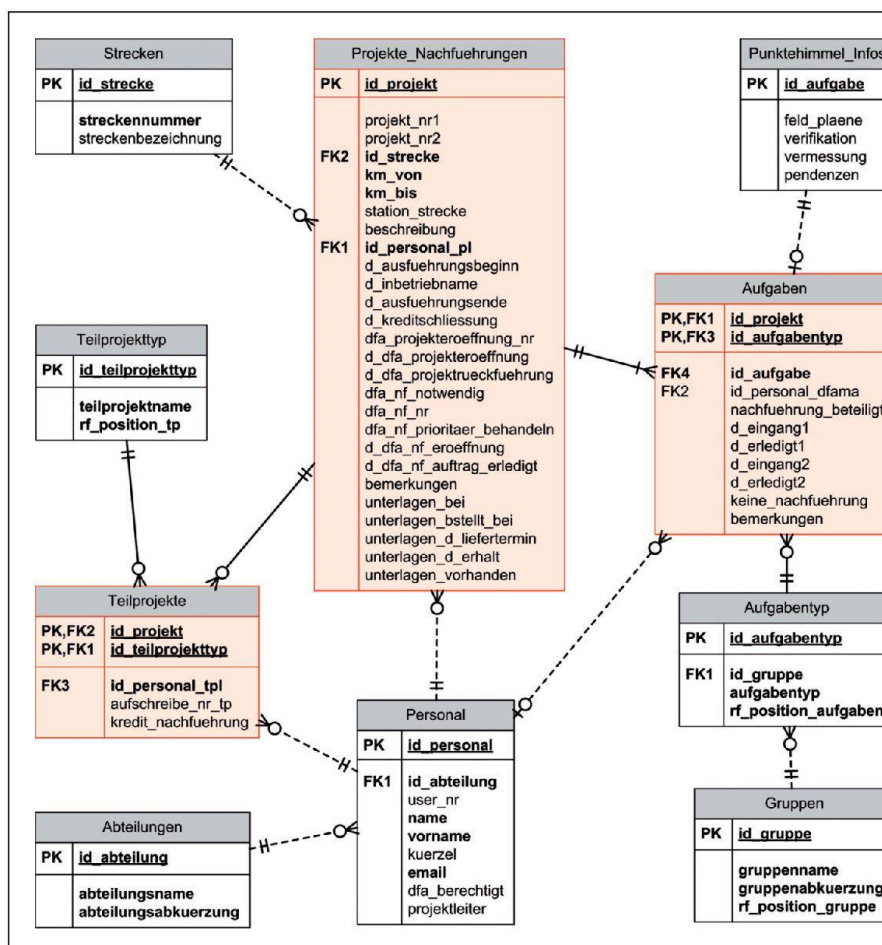 Strecken
PK id_strecke
streckennummer
streckenbezeichnung
Projekte_Nachfuehrungen
PK id_projekt
projekt_nr1
projekt_nr2
FK2 id_strecke
km_von
km_bis
station_strecke
beschreibung
FK1 id_personal_pl
d_ausfuehrungsbeginn
d_inbetriebname
d_ausfuehrungsende
d_kreditschliessung
dfa_projekteroeffnung_nr
d_dfa_projekteroeffnung
d_dfa_projektrueckfuehrung
dfa_nf_notwendig
dfa_nf_nr
dfa_nf_prioritaer_behandeln
d_dfa_nf_eroeffnung
d_dfa_nf_auftrag_erledigt
bemerkungen
unterlagen_bei
unterlagen_bstellt_bei
unterlagen_d_liefertermin
unterlagen_d_erhalt
unterlagen_vorhanden
Punktehimmel_Infos
PK id_aufgabe
feld_plaene
verifikation
vermessung
pendenzen
Aufgaben
PK,FK1 id_projekt
PK,FK3 id_aufgabentyp
FK4 id_aufgabe
FK2 id_personal_dfama
nachfuehrung_beteiligt
d_eingang1
d_erledigt1
d_eingang2
d_erledigt2
keine_nachfuehrung
bemerkungen
Teilprojekttyp
PK id_teilprojekttyp
teilprojektname
rf_position_tp
Teilprojekte
PK,FK2 id_projekt
PK,FK1 id_teilprojekttyp
FK3 id_personal_tpl
aufschreibe_nr_tp
kredit_nachfuehrung
Aufgabentyp
PK id_aufgabentyp
FK1 id_gruppe
aufgabentyp
rf_position_aufgaben
Personal
PK id_personal
FK1 id_abteilung
user_nr
name
vorname
kuerzel
email
dfa_berechtigt
projektleiter
Abteilungen
PK id_abteilung
abteilungsname
abteilungsabkuerzung
Gruppen
PK id_gruppe
gruppenname
gruppenabkuerzung
rf_position_gruppe